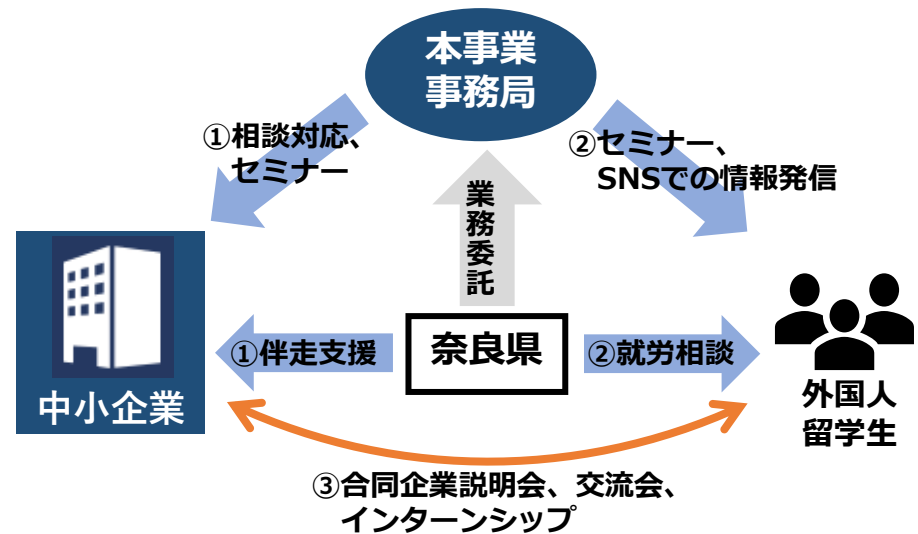 本事業
事務局
①相談対応、
セミナー
②セミナー、
SNSでの情報発信
業務委託
中小企業
①伴走支援
奈良県
②就労相談
外国人
留学生
③合同企業説明会、交流会、
インターンシップ